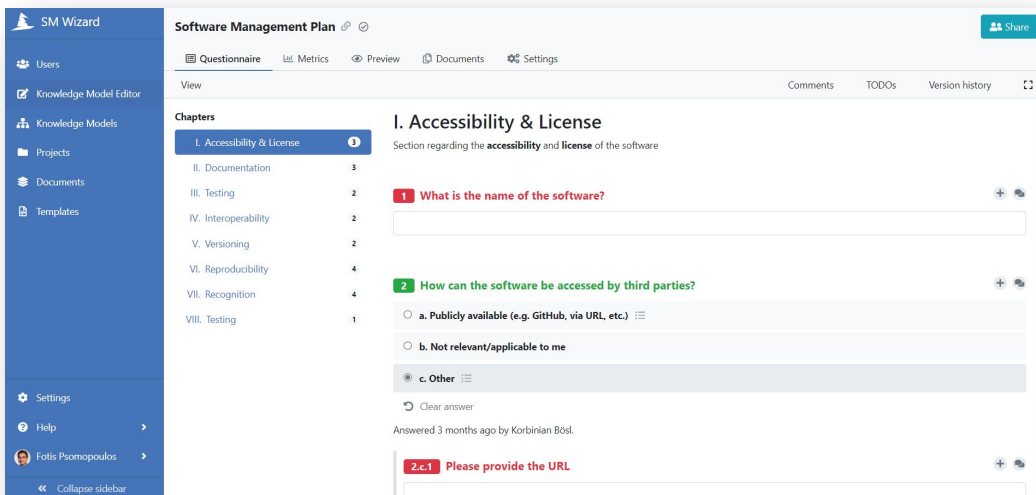 SM Wizard
Users
Knowledge Model Editor
Knowledge Models
Projects
Documents
Templates
Settings
Help
Fotis Psomopoulos
Collapse sidebar
Software Management Plan
Share
Questionnaire
Metrics
Preview
Documents
Settings
View
Comments
TODOs
Version history
Chapters
I. Accessibility & License 3
II. Documentation 3
III. Testing 2
IV. Interoperability 2
V. Versioning 2
VI. Reproducibility 4
VII. Recognition 4
VIII. Testing 1
I. Accessibility & License
Section regarding the accessibility and license of the software
1 What is the name of the software?
2 How can the software be accessed by third parties?
a. Publicly available (e.g. GitHub, via URL, etc.)
b. Not relevant/applicable to me
c. Other
Clear answer
Answered 3 months ago by Korbinian Bösl.
2.c.1 Please provide the URL